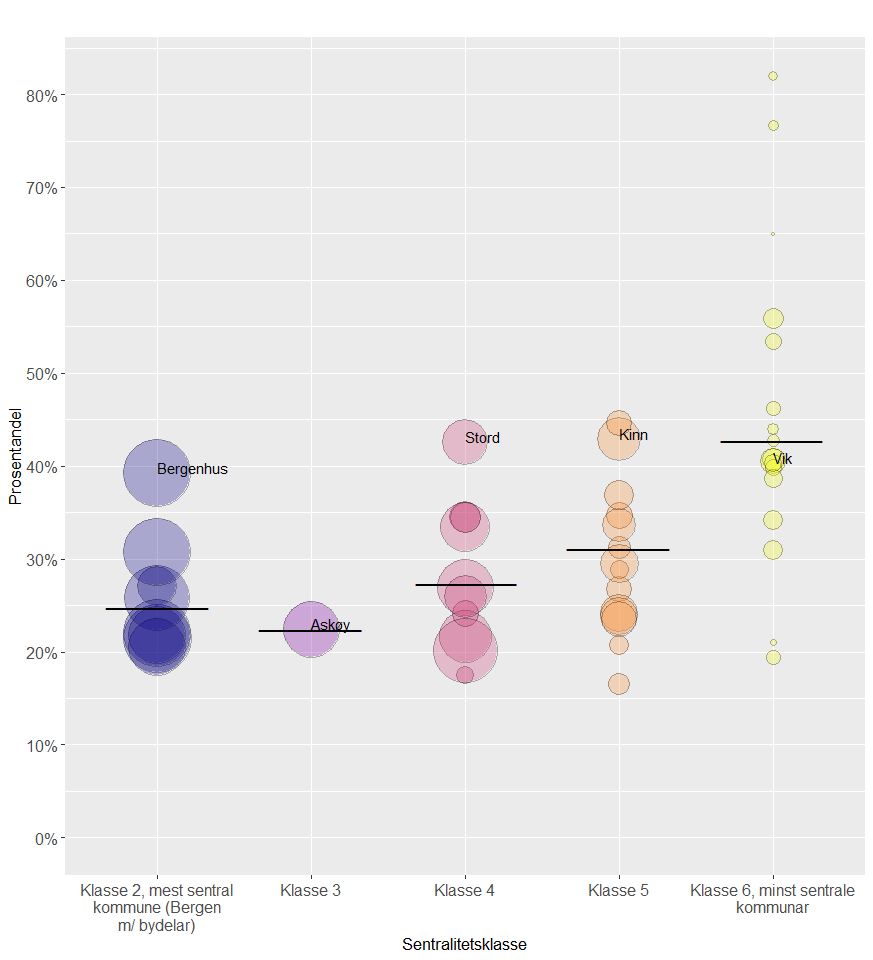 80%
70%
60%
50%
40%
30%
20%
10%
0%
Prosentandel
Bergenhus
Askøy
Stord
Kinn
Vik
Klasse 2, mest sentral
kommune (Bergen
m/ bydelar)
Klasse 3
Klasse 4
Klasse 5
Klasse 6, minst sentrale
kommunar
Sentralitetsklasse